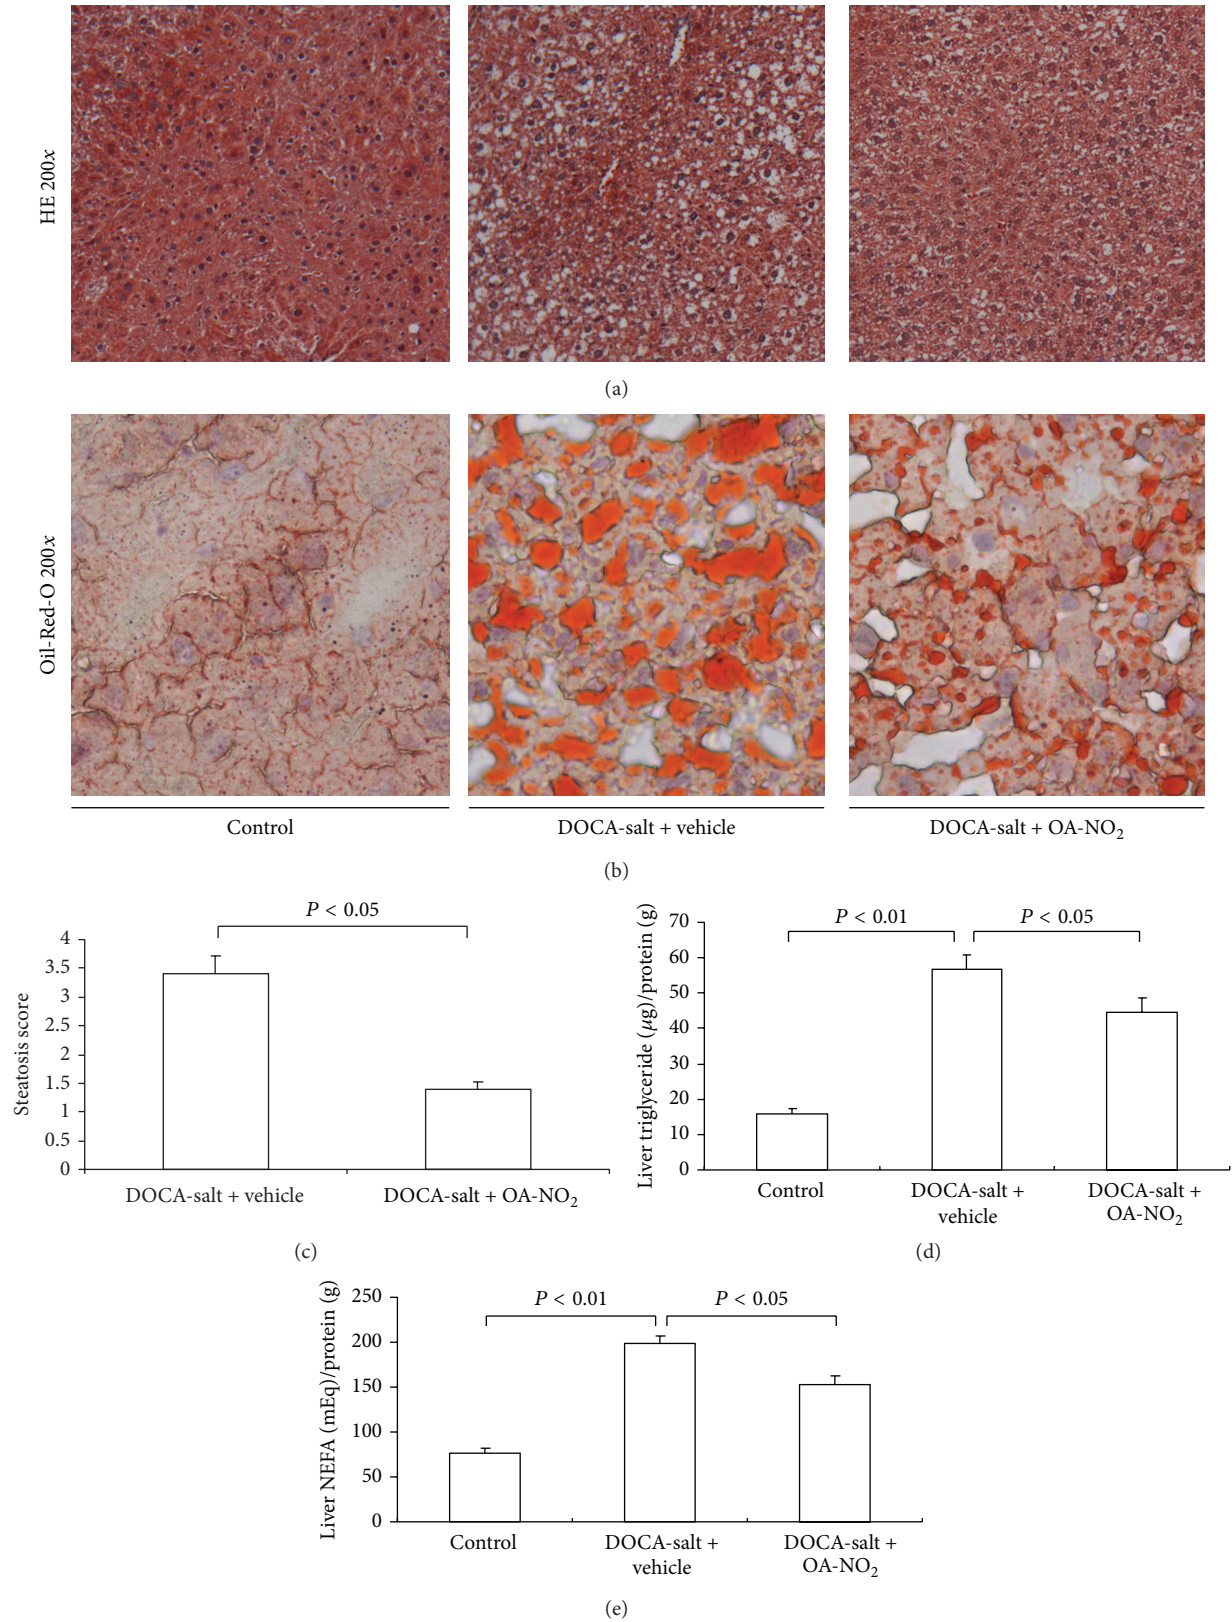 HE 200x
(a)
Oil-Red-O 200x
Control
DOCA-salt + vehicle
DOCA-salt + OA-NO₂
(b)
P < 0.05
4
3.5
3
2.5
2
1.5
1
0.5
0
Steatosis score
DOCA-salt + vehicle
DOCA-salt + OA-NO₂
(c)
P < 0.01
P < 0.05
70
60
50
40
30
20
10
0
Liver triglyceride (μg)/protein (g)
Control
DOCA-salt +
vehicle
DOCA-salt +
OA-NO₂
(d)
P < 0.01
P < 0.05
250
200
150
100
50
0
Liver NEFA (mEq)/protein (g)
Control
DOCA-salt +
vehicle
DOCA-salt +
OA-NO₂
(e)